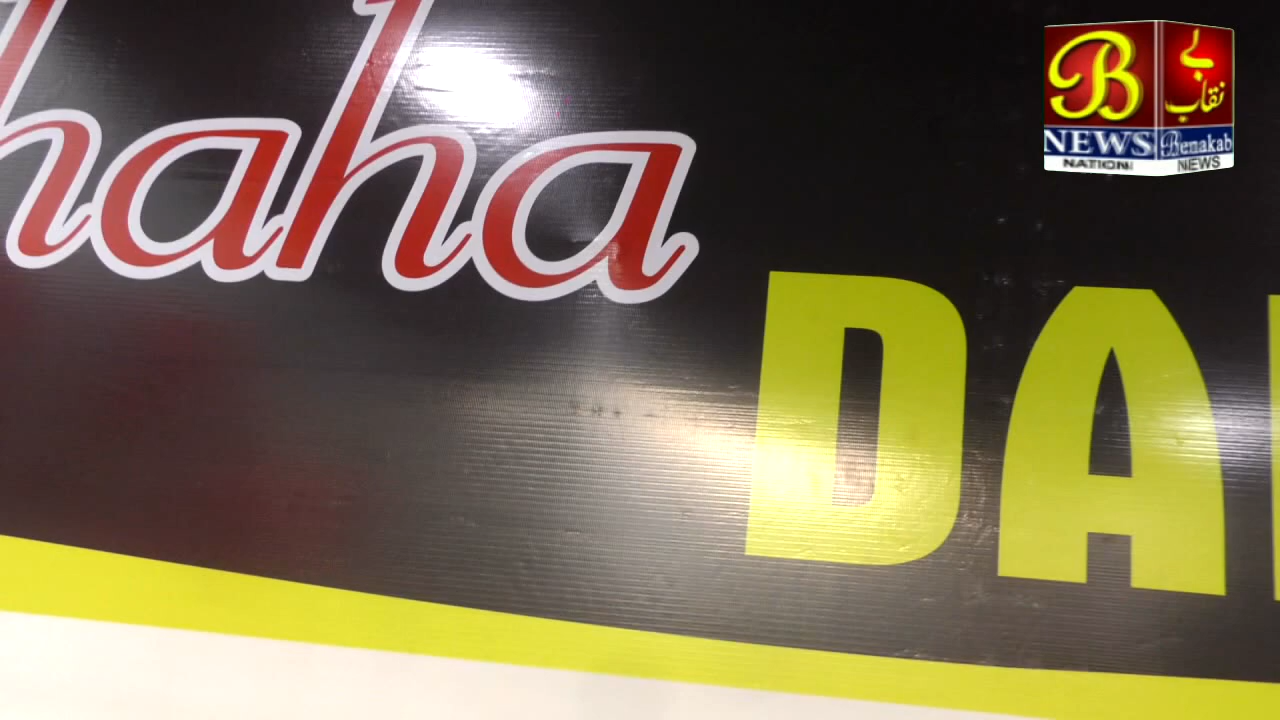 haha
DA
B
NEWS
NATION
بے
نقاب
Benakab
NEWS